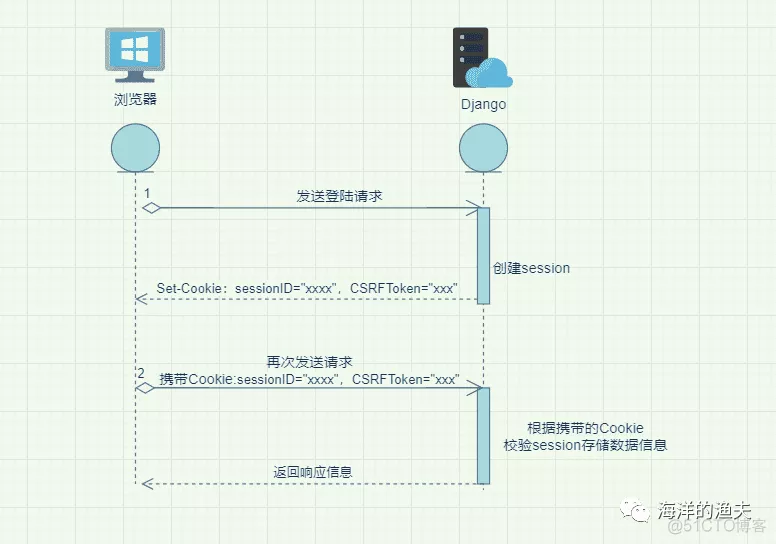 浏览器
Django
1
发送登陆请求
创建session
Set-Cookie: sessionID="xxxx", CSRFToken="xxx"
2
再次发送请求
携带Cookie:sessionID="xxxx", CSRFToken="xxx"
根据携带的Cookie
校验session存储数据信息
返回响应信息
海洋的渔夫
@51CTO博客